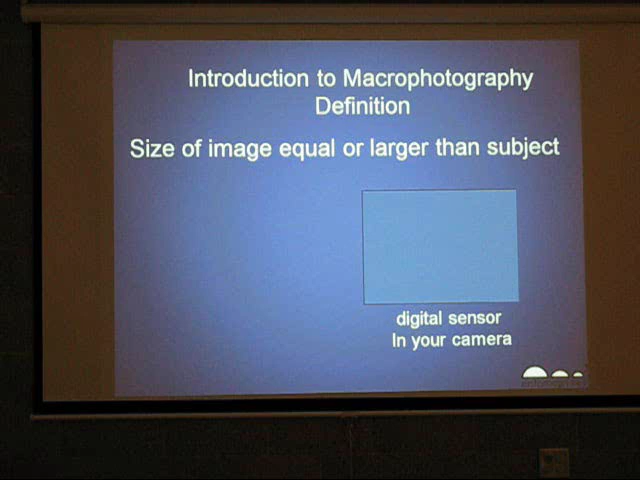 Introduction to Macrophotography
Definition
Size of image equal or larger than subject
digital sensor
In your camera